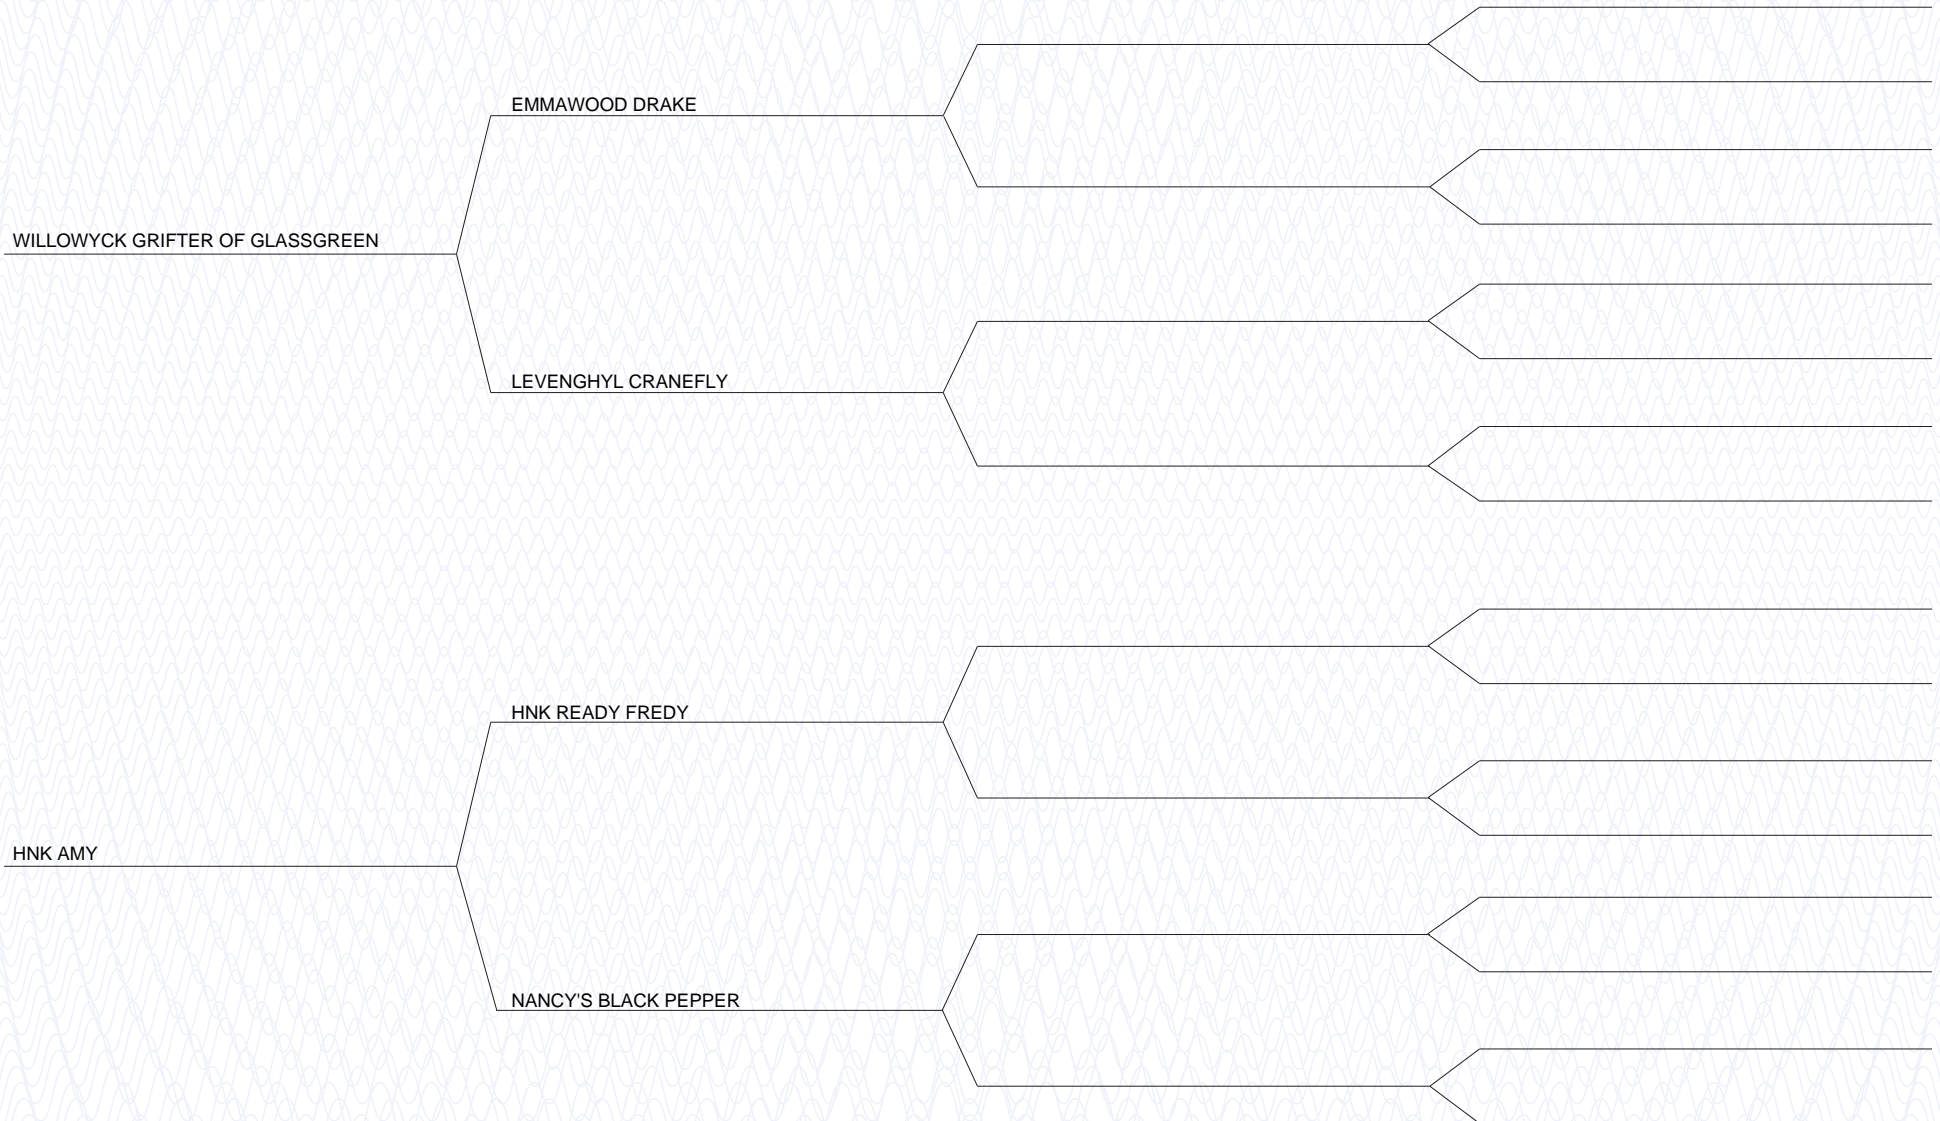 EMMAWOOD DRAKE
WILLOWYCK GRIFTER OF GLASSGREEN
LEVENGHYL CRANEFLY
HNK READY FREDY
HNK AMY
NANCY'S BLACK PEPPER